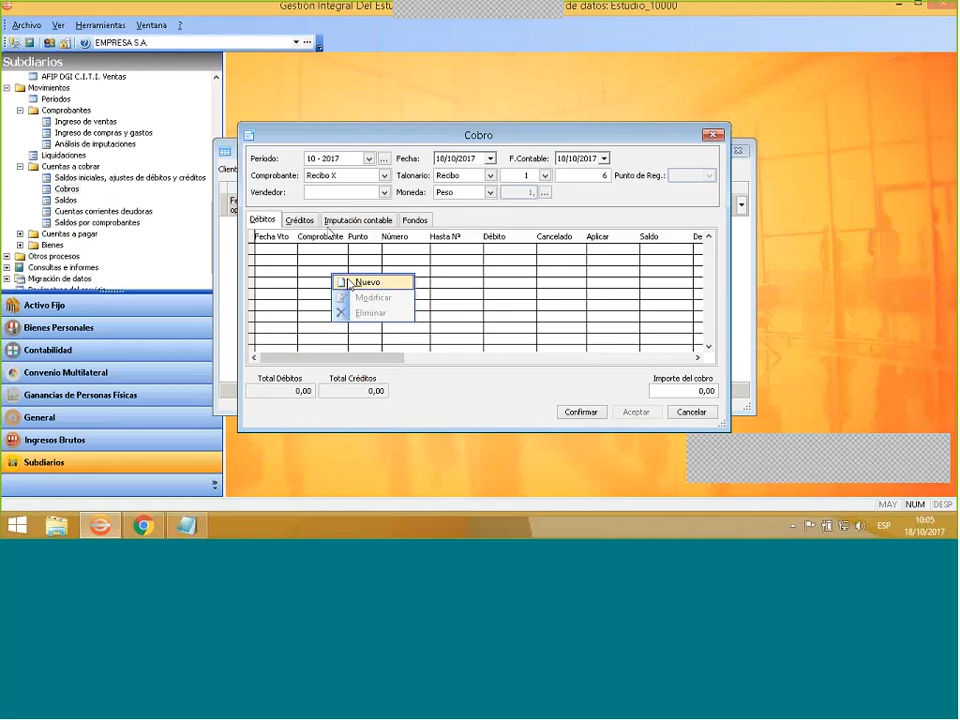 Gestión Integral Del Estu
de datos: Estudio_10000
Archivo Ver Herramientas Ventana ?
EMPRESA S.A.
Subdiarios
AFIP DGI C.I.T.I. Ventas
Movimientos
Períodos
Comprobantes
Ingreso de ventas
Ingreso de compras y gastos
Análisis de imputaciones
Liquidaciones
Cuentas a cobrar
Saldos iniciales, ajustes de débitos y créditos
Cobros
Saldos
Cuentas corrientes deudoras
Saldos por comprobantes
Cuentas a pagar
Bienes
Otros procesos
Consultas e informes
Migración de datos
Activo Fijo
Bienes Personales
Contabilidad
Convenio Multilateral
Ganancias de Personas Físicas
General
Ingresos Brutos
Subdiarios
Client
Fe
op
Cobro
Período: 10 - 2017 ... Fecha: 18/10/2017 F.Contable: 18/10/2017
Comprobante: Recibo X Talonario: Recibo 1 6 Punto de Reg.:
Vendedor: Moneda: Peso 1, ...
Débitos Créditos Imputación contable Fondos
Fecha Vto Comprobante Punto Número Hasta Nº Débito Cancelado Aplicar Saldo De
Nuevo
Modificar
Eliminar
Total Débitos Total Créditos Importe del cobro
0,00 0,00 0,00
Confirmar Aceptar Cancelar
MAY NUM DESP
ESP
10:05
18/10/2017